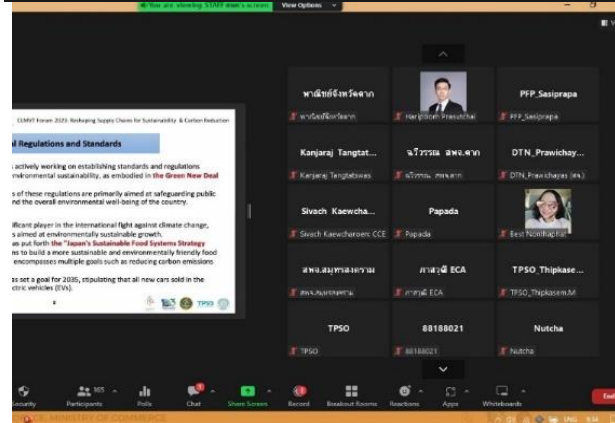 You are viewing STAFF
screen
View Options
CLMVT Forum 2023: Reshaping Supply Chains for Sustainability & Carbon Reduction
l Regulations and Standards
actively working on establishing standards and regulations
nvironmental sustainability, as embodied in the Green New Deal
s of these regulations are primarily aimed at safeguarding public
nd the overall environmental well-being of the country.
ificant player in the international fight against climate change,
s aimed at environmentally sustainable growth.
as put forth the "Japan's Sustainable Food Systems Strategy
ms to build a more sustainable and environmentally friendly food
encompasses multiple goals such as reducing carbon emissions
as set a goal for 2035, stipulating that all new cars sold in the
ctric vehicles (EVs).
TPSO
พาณิชย์จังหวัดตาก
พาณิชย์จังหวัดตาก
Haripoom Prasutchai
PFP_Sasiprapa
PFP_Sasiprapa
Kanjaraj Tangtat...
Kanjaraj Tangtatswas
ฉวีวรรณ สพจ.ตาก
ฉวีวรรณ สพจ.ตาก
DTN_Prawichay...
DTN_Prawichayas
Sivach Kaewcha...
Sivach Kaewcharoen: CCE
Papada
Papada
Best Nonthaphat
สพจ.สมุทรสงคราม
สพจ.สมุทรสงคราม
ภาสวุฒิ ECA
ภาสวุฒิ ECA
TPSO_Thipkase...
TPSO_Thipkasem.M
TPSO
TPSO
88188021
88188021
Nutcha
Nutcha
Security
Participants
165
Polls
Chat
Share Screen
Record
Breakout Rooms
Reactions
Apps
Whiteboards
End
MINISTRY OF COMMERCE
ENG